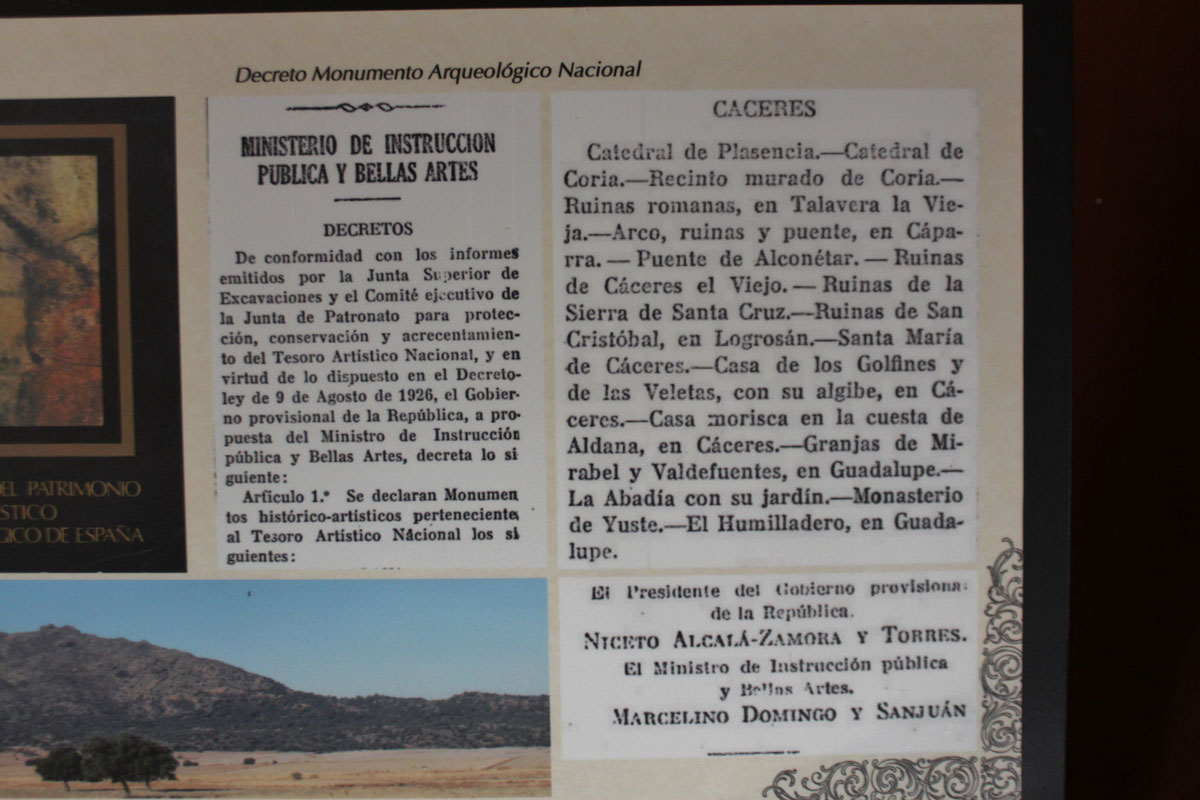 Decreto Monumento Arqueológico Nacional
MINISTERIO DE INSTRUCCION
PUBLICA Y BELLAS ARTES
DECRETOS
De conformidad con los informes
emitidos por la Junta Superior de
Excavaciones y el Comité ejecutivo de
la Junta de Patronato para protec-
ción, conservación y acrecentamien-
to del Tesoro Artístico Nacional, y en
virtud de lo dispuesto en el Decreto-
ley de 9 de Agosto de 1926, el Gobier-
no provisional de la República, a pro-
puesta del Ministro de Instrucción
pública y Bellas Artes, decreta lo si
guiente:
Artículo 1.º Se declaran Monumen
tos histórico-artísticos perteneciente
al Tesoro Artístico Nacional los si
guientes:
CACERES
Catedral de Plasencia.—Catedral de
Coria.—Recinto murado de Coria.—
Ruinas romanas, en Talavera la Vie-
ja.—Arco, ruinas y puente, en Cápa-
rra. — Puente de Alconétar. — Ruinas
de Cáceres el Viejo. — Ruinas de la
Sierra de Santa Cruz.—Ruinas de San
Cristóbal, en Logrosán.—Santa María
de Cáceres.—Casa de los Golfines y
de las Veletas, con su algibe, en Cá-
ceres.—Casa morisca en la cuesta de
Aldana, en Cáceres.—Granjas de Mi-
rabel y Valdefuentes, en Guadalupe.—
La Abadía con su jardín.—Monasterio
de Yuste.—El Humilladero, en Guada-
lupe.
El Presidente del Gobierno provisional
de la República.
NICETO ALCALÁ-ZAMORA Y TORRES.
El Ministro de Instrucción pública
y Bellas Artes.
MARCELINO DOMINGO Y SANJUÁN
DEL PATRIMONIO
STICO
GICO DE ESPAÑA